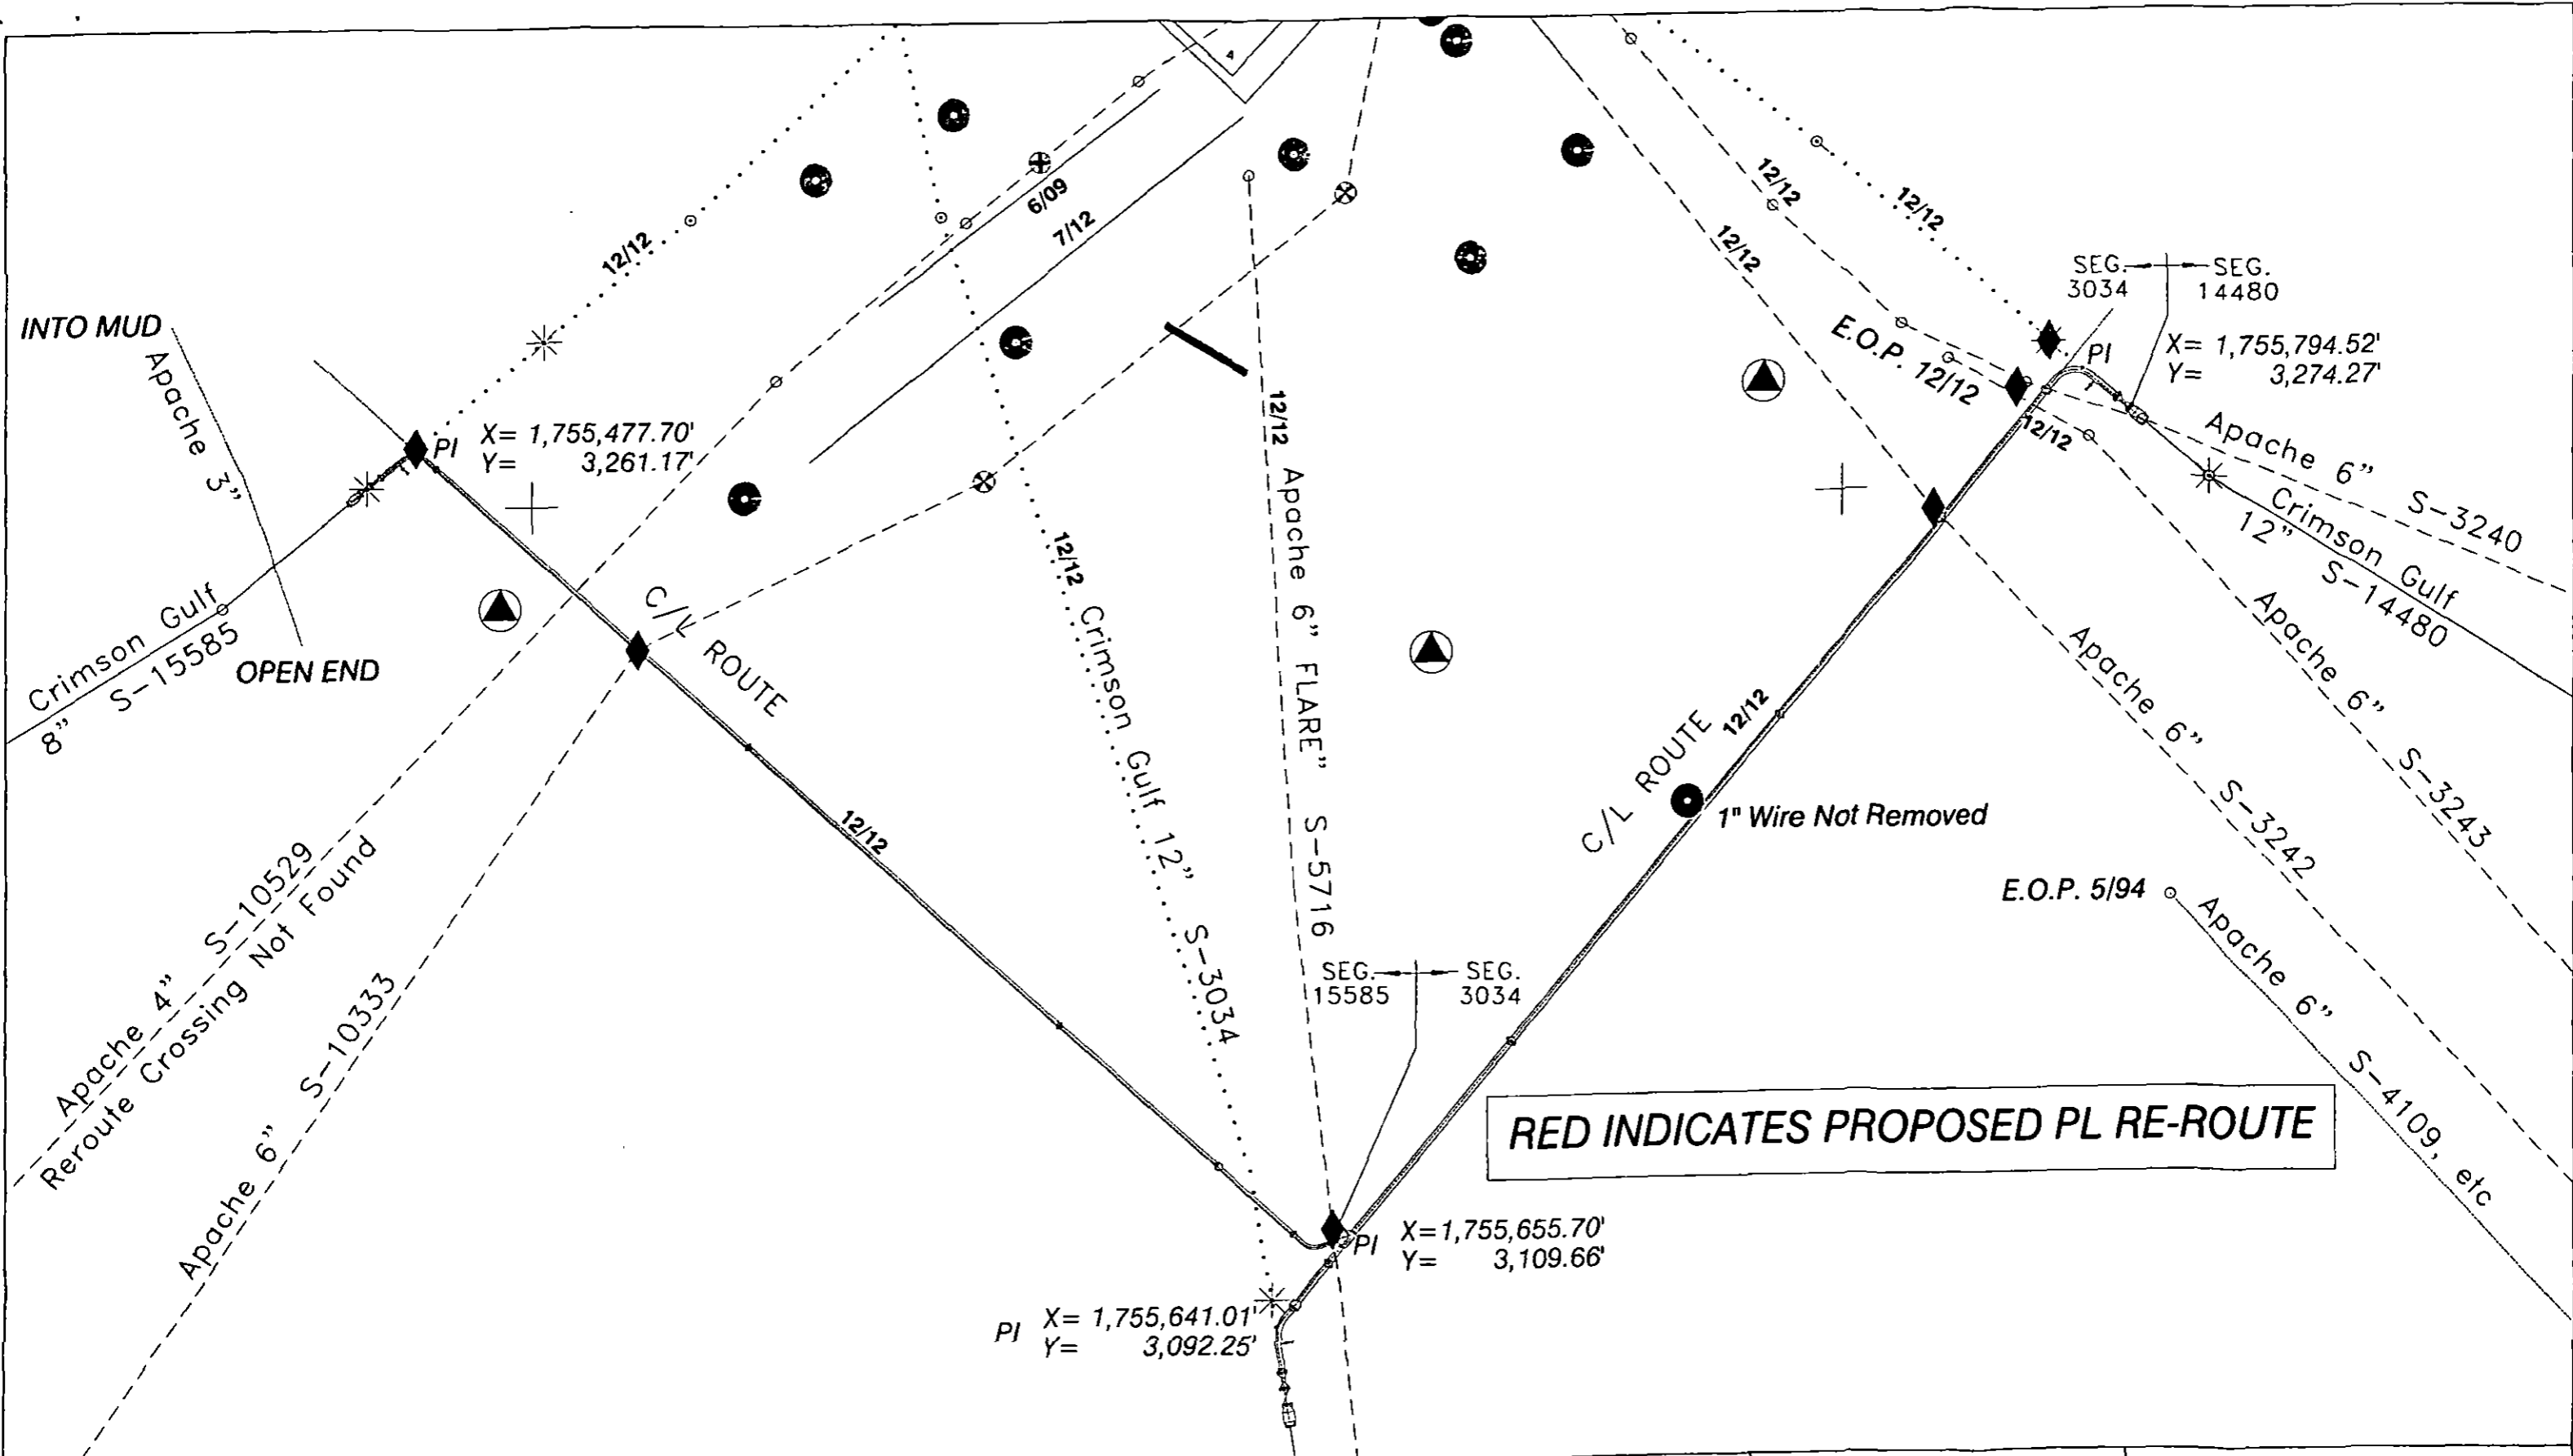 4
6/09
7/12
12/12
12/12
12/12
12/12
SEG. SEG.
3034 14480
INTO MUD
Apache 3"
E.O.P. 12/12
PI
X= 1,755,794.52'
Y= 3,274.27'
PI
X= 1,755,477.70'
Y= 3,261.17'
12/12
Apache 6" S-3240
Crimson Gulf
12" S-14480
12/12 Apache 6" FLARE" S-5716
12/12 Crimson Gulf 12" S-3034
C/L ROUTE
Crimson Gulf
8" S-15585
OPEN END
Apache 6" S-3243
Apache 6" S-3242
12/12
C/L ROUTE
1" Wire Not Removed
12/12
E.O.P. 5/94
Apache 6" S-4109, etc
Apache 4" S-10529
Reroute Crossing Not Found
Apache 6" S-10333
SEG. SEG.
15585 3034
RED INDICATES PROPOSED PL RE-ROUTE
PI
X=1,755,655.70'
Y= 3,109.66'
PI
X= 1,755,641.01'
Y= 3,092.25'